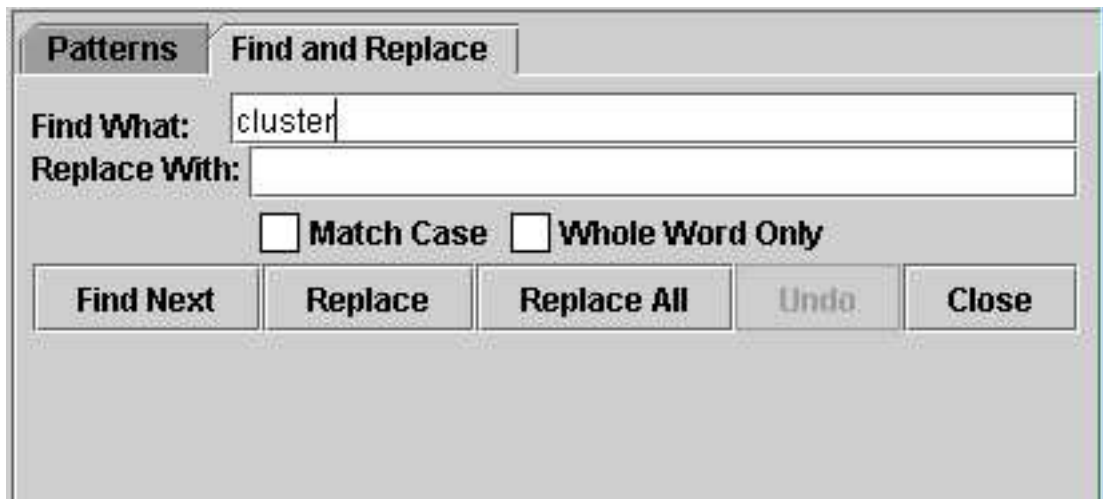 Patterns Find and Replace
Find What: cluster
Replace With:
Match Case Whole Word Only
Find Next Replace Replace All Undo Close